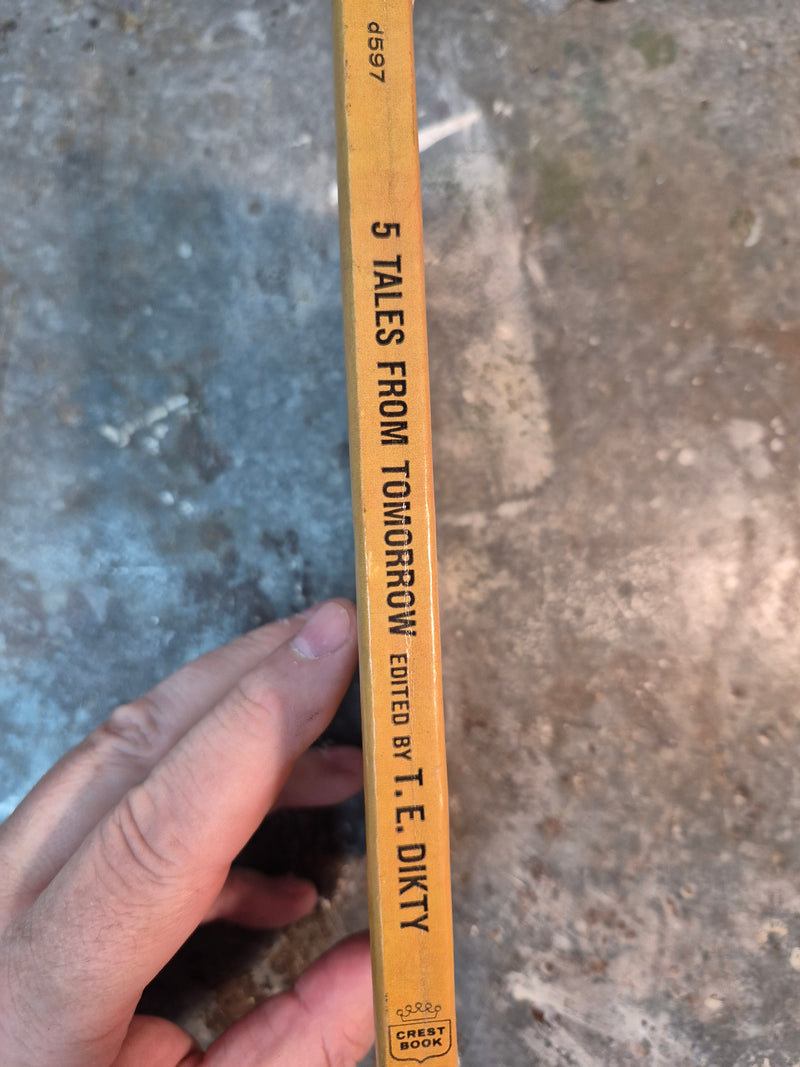 d597
5 TALES FROM TOMORROW EDITED BY T. E. DIKTY
CREST
BOOK